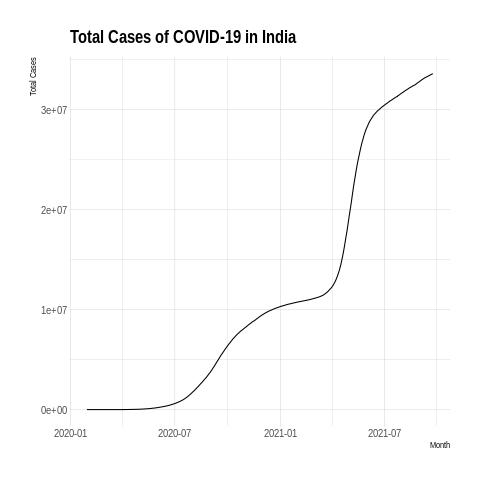 Total Cases of COVID-19 in India
Total Cases
3e+07
2e+07
1e+07
0e+00
2020-01 2020-07 2021-01 2021-07
Month